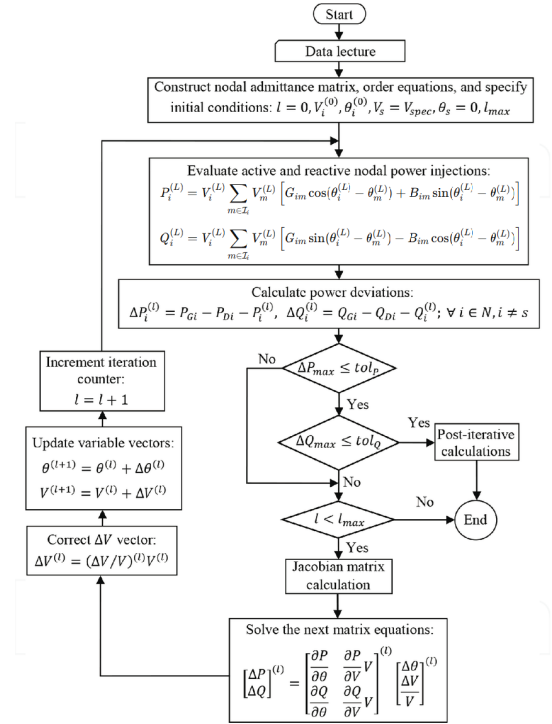 Start
Data lecture
Construct nodal admittance matrix, order equations, and specify
initial conditions: l = 0, V_i^(0), θ_i^(0), V_s = V_spec, θ_s = 0, l_max
Evaluate active and reactive nodal power injections:
P_i^(L) = V_i^(L) ∑_{m∈I_i} V_m^(L) [G_im cos(θ_i^(L) − θ_m^(L)) + B_im sin(θ_i^(L) − θ_m^(L))]
Q_i^(L) = V_i^(L) ∑_{m∈I_i} V_m^(L) [G_im sin(θ_i^(L) − θ_m^(L)) − B_im cos(θ_i^(L) − θ_m^(L))]
Calculate power deviations:
ΔP_i^(l) = P_Gi − P_Di − P_i^(l), ΔQ_i^(l) = Q_Gi − Q_Di − Q_i^(l); ∀ i ∈ N, i ≠ s
No
ΔP_max ≤ tol_P
Yes
ΔQ_max ≤ tol_Q
Yes
Post-iterative
calculations
No
l < l_max
No
End
Yes
Jacobian matrix
calculation
Solve the next matrix equations:
[ΔP ΔQ]^(l) = [∂P/∂θ ∂P/∂V V ∂Q/∂θ ∂Q/∂V V]^(l) [Δθ ΔV/V]^(l)
Correct ΔV vector:
ΔV^(l) = (ΔV/V)^(l) V^(l)
Update variable vectors:
θ^(l+1) = θ^(l) + Δθ^(l)
V^(l+1) = V^(l) + ΔV^(l)
Increment iteration
counter:
l = l + 1